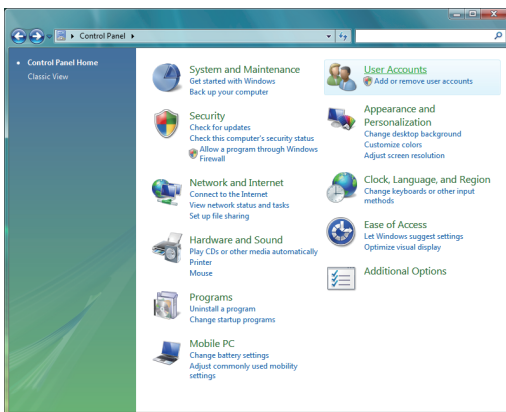 Control Panel
Control Panel Home
Classic View
System and Maintenance
Get started with Windows
Back up your computer
Security
Check for updates
Check this computer's security status
Allow a program through Windows
Firewall
Network and Internet
Connect to the Internet
View network status and tasks
Set up file sharing
Hardware and Sound
Play CDs or other media automatically
Printer
Mouse
Programs
Uninstall a program
Change startup programs
Mobile PC
Change battery settings
Adjust commonly used mobility
settings
User Accounts
Add or remove user accounts
Appearance and
Personalization
Change desktop background
Customize colors
Adjust screen resolution
Clock, Language, and Region
Change keyboards or other input
methods
Ease of Access
Let Windows suggest settings
Optimize visual display
Additional Options